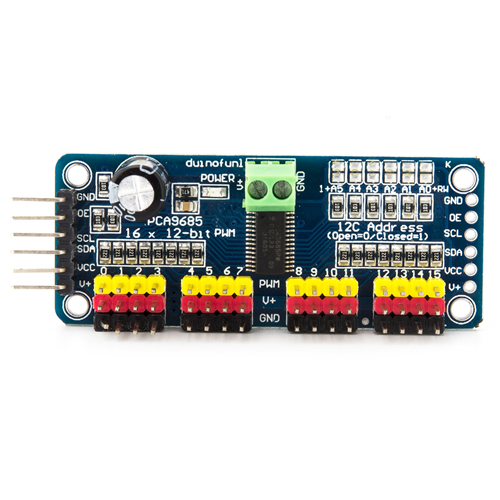 duinofun
POWER
V+
GND
K
1+A5 A4 A3 A2 A1 A0+RW
GND
OE
SCL
SDA
VCC
V+
PCA9685
16 x 12-bit PWM
I2C Address
(Open=0/Closed=1)
GND
OE
SCL
SDA
VCC
V+
0 1 2 3 4 5 6 7 PWM 8 9 10 11 12 13 14 15
V+
GND